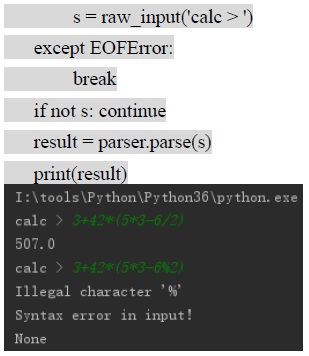 s = raw_input('calc > ')
except EOFError:
break
if not s: continue
result = parser.parse(s)
print(result)
I:\tools\Python\Python36\python.exe
calc > 3+42*(5*3-6/2)
507.0
calc > 3+42*(5*3-6%2)
Illegal character '%'
Syntax error in input!
None